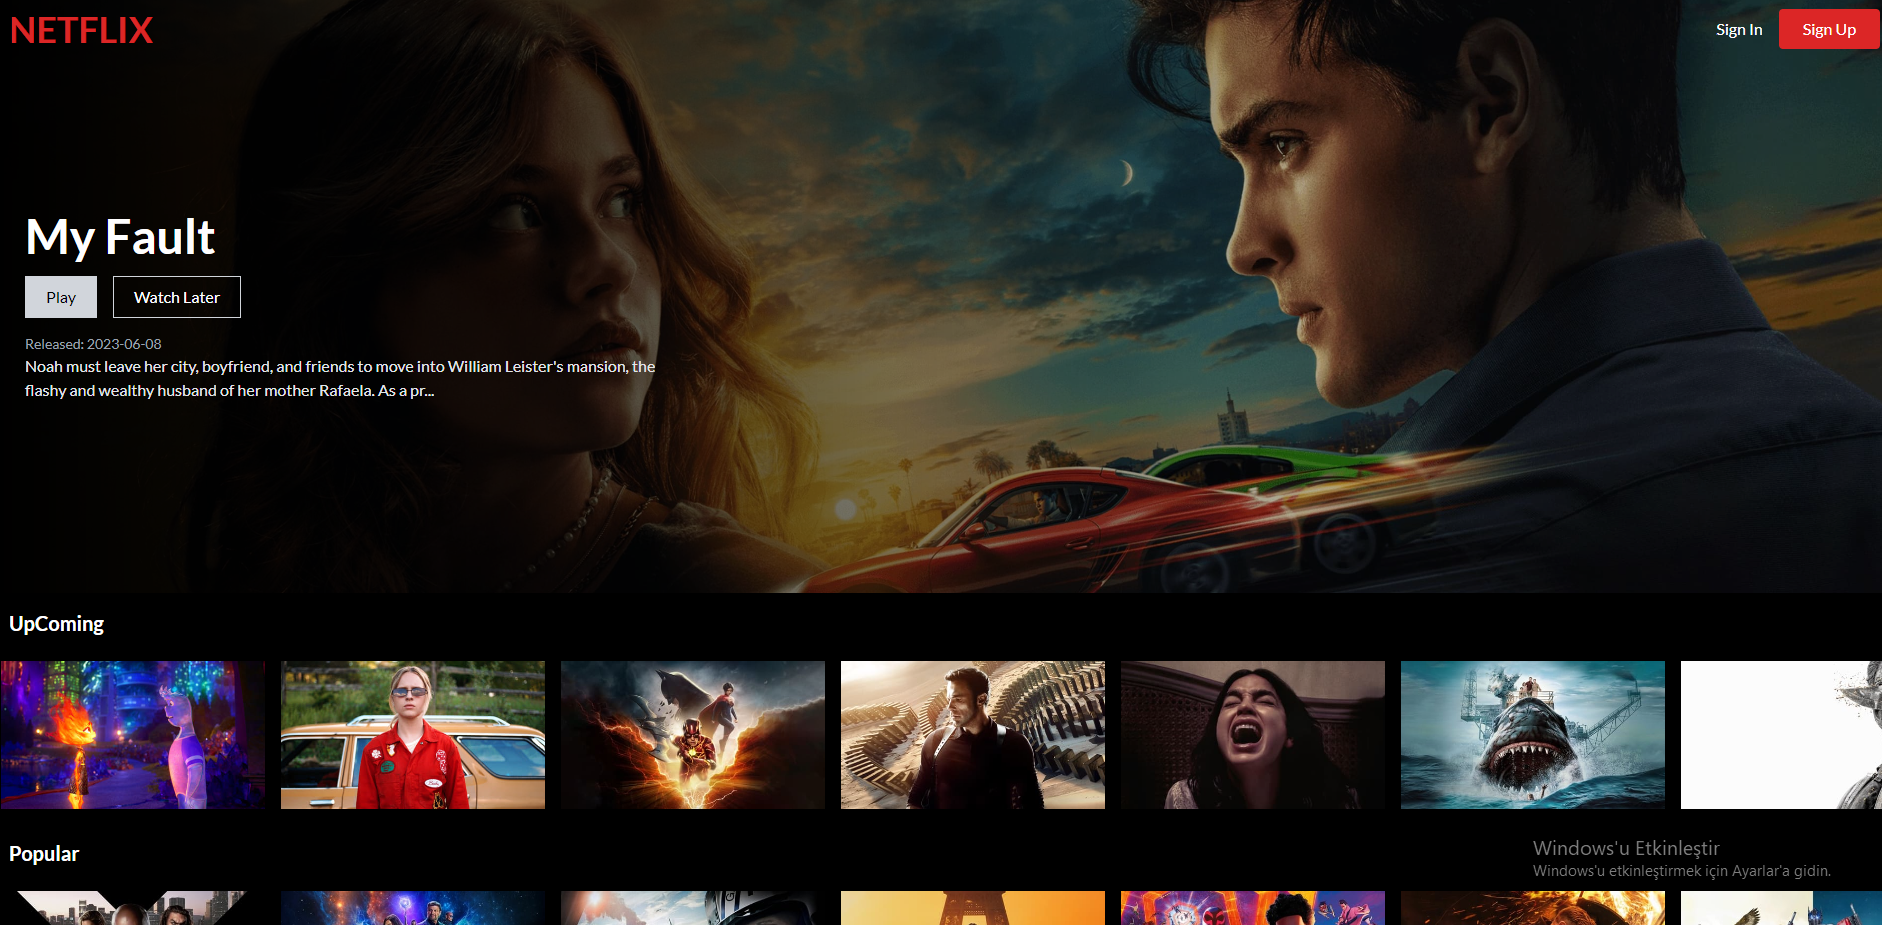 NETFLIX
Sign In
Sign Up
My Fault
Play
Watch Later
Released: 2023-06-08
Noah must leave her city, boyfriend, and friends to move into William Leister's mansion, the
flashy and wealthy husband of her mother Rafaela. As a pr...
UpComing
Popular
Windows'u Etkinleştir
Windows'u etkinleştirmek için Ayarlar'a gidin.